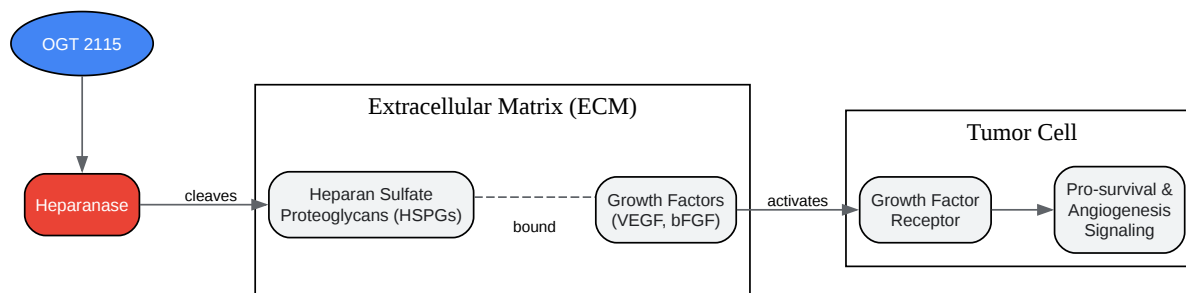 OGT 2115
Extracellular Matrix (ECM)
Tumor Cell
Heparanase
cleaves
Heparan Sulfate
Proteoglycans (HSPGs)
bound
Growth Factors
(VEGF, bFGF)
activates
Growth Factor
Receptor
Pro-survival &
Angiogenesis
Signaling